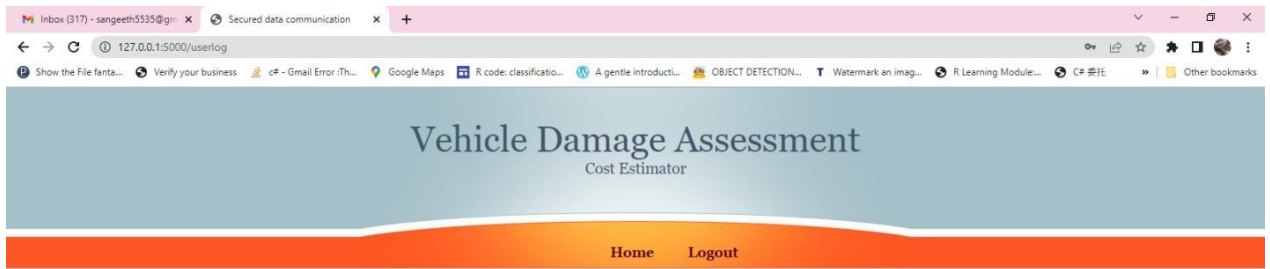 Inbox (317) - sangeeth5535@gm
Secured data communication
127.0.0.1:5000/userlog
Show the File fanta... Verify your business c# - Gmail Error :Th... Google Maps R code: classificatio... A gentle introducti... OBJECT DETECTION... Watermark an imag... R Learning Module:... C# 委托 » Other bookmarks
Vehicle Damage Assessment
Cost Estimator
Home Logout